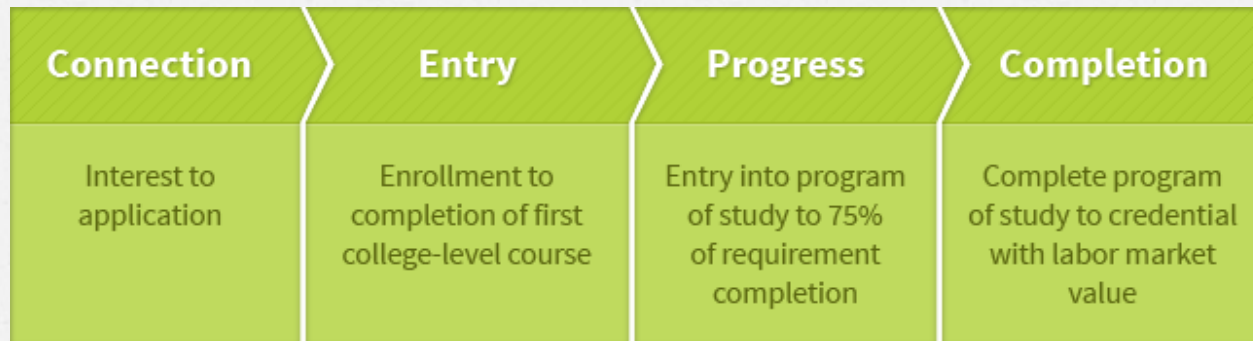 Connection
Entry
Progress
Completion
Interest to
application
Enrollment to
completion of first
college-level course
Entry into program
of study to 75%
of requirement
completion
Complete program
of study to credential
with labor market
value